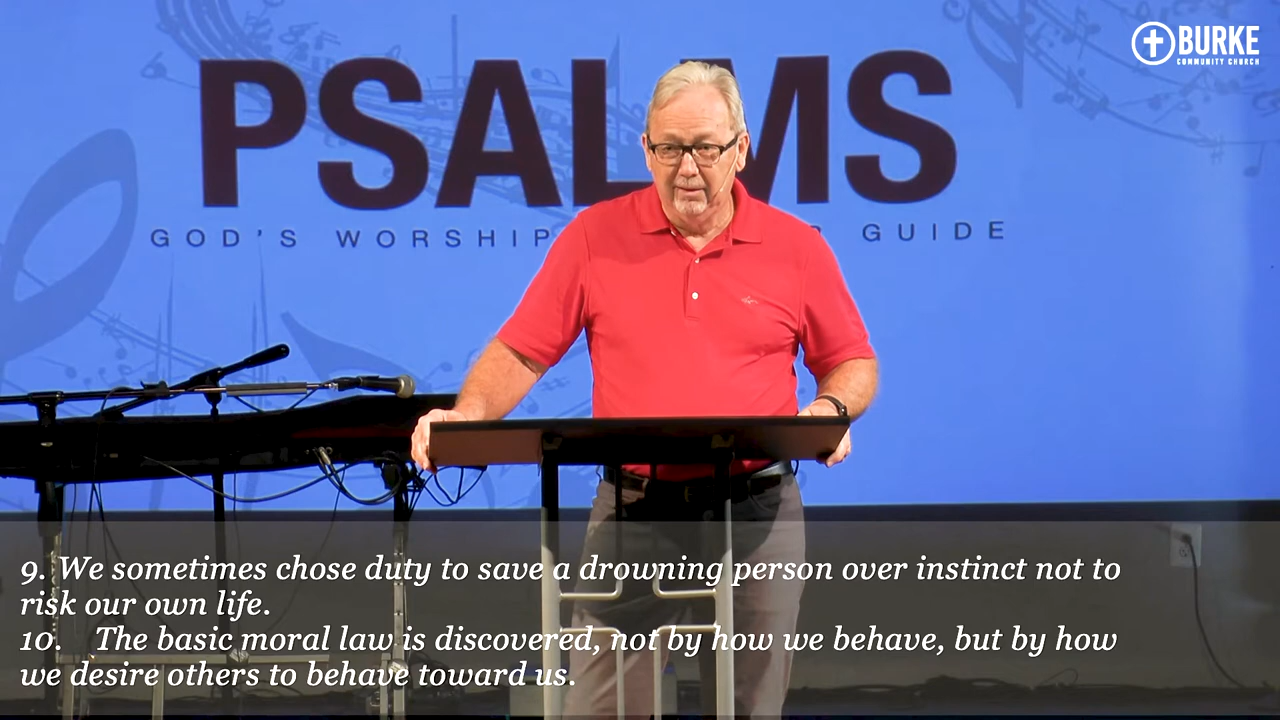 BURKE
COMMUNITY CHURCH
PSALMS
GOD'S WORSHIP GUIDE
9. We sometimes chose duty to save a drowning person over instinct not to
risk our own life.
10. The basic moral law is discovered, not by how we behave, but by how
we desire others to behave toward us.